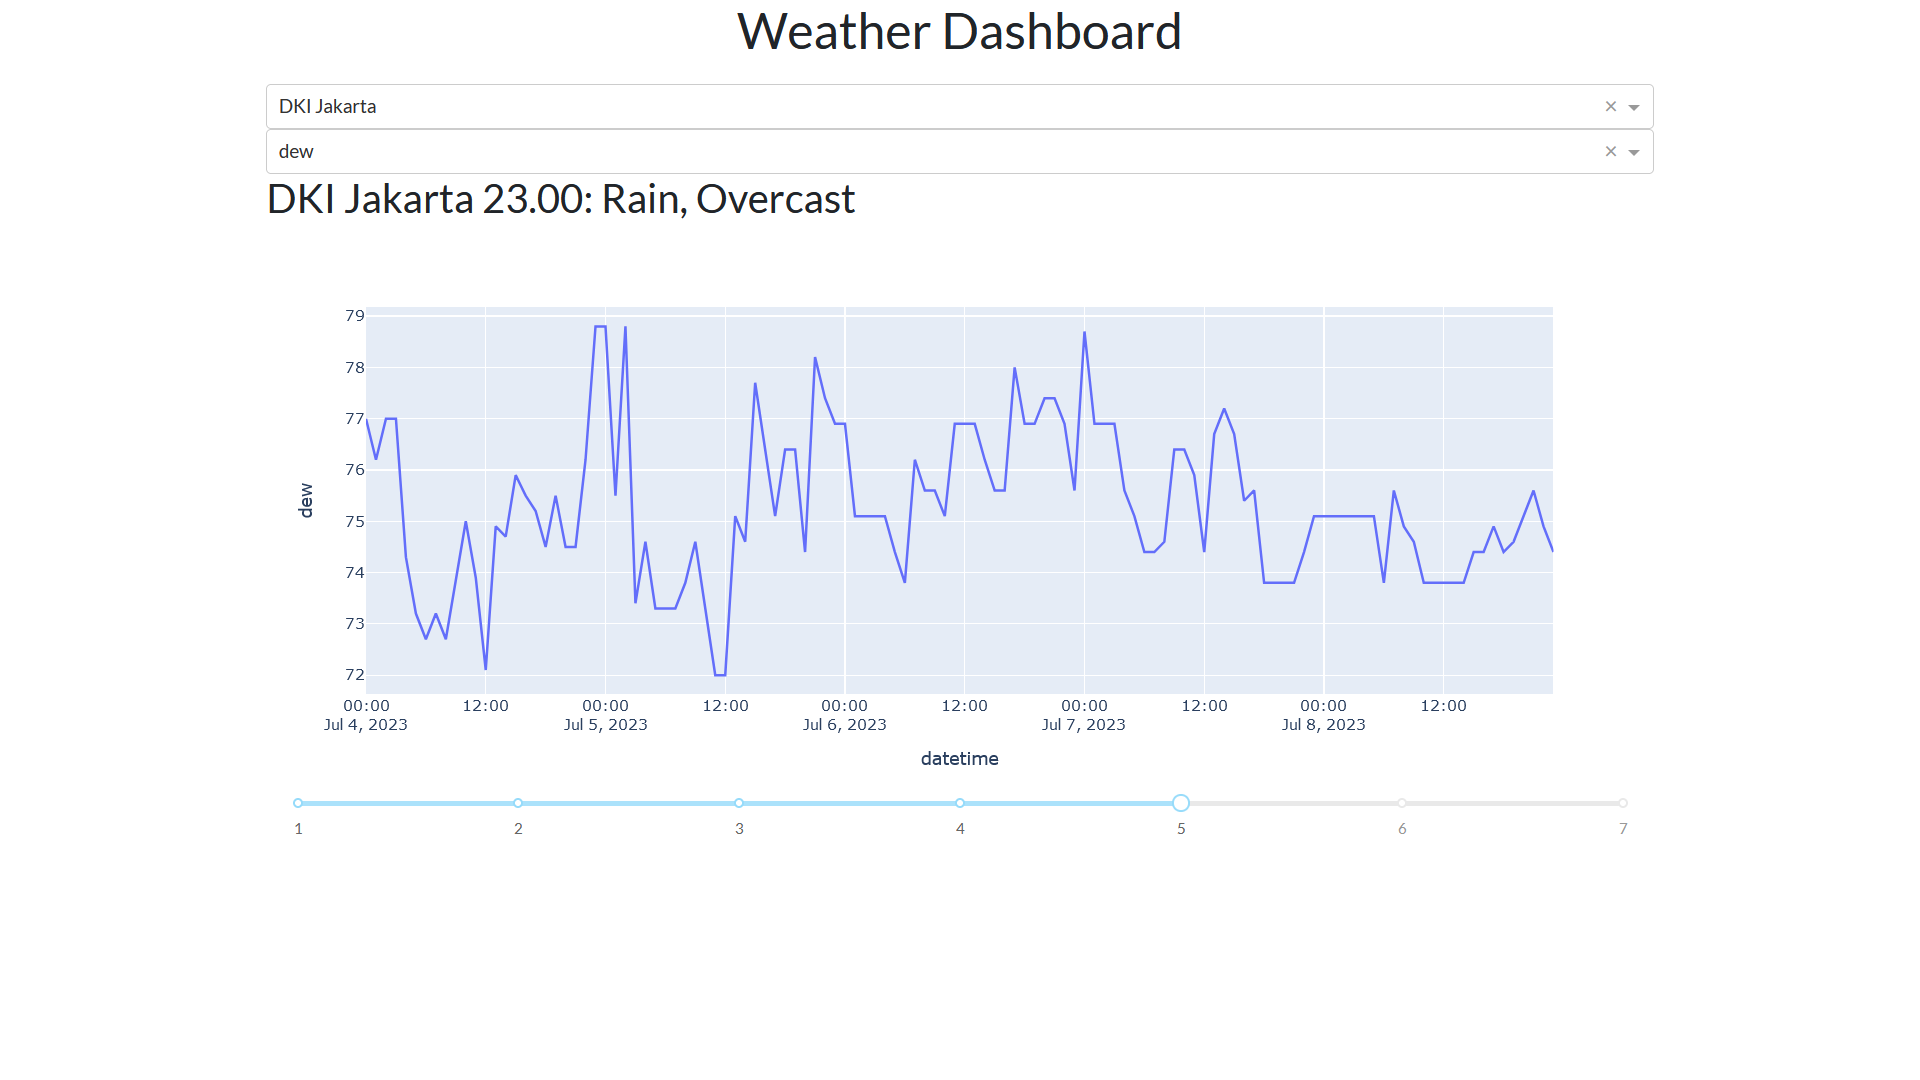 Weather Dashboard
DKI Jakarta
×
dew
×
DKI Jakarta 23.00: Rain, Overcast
79
78
77
76
75
74
73
72
dew
00:00 12:00 00:00 12:00 00:00 12:00 00:00 12:00 00:00 12:00
Jul 4, 2023 Jul 5, 2023 Jul 6, 2023 Jul 7, 2023 Jul 8, 2023
datetime
1 2 3 4 5 6 7